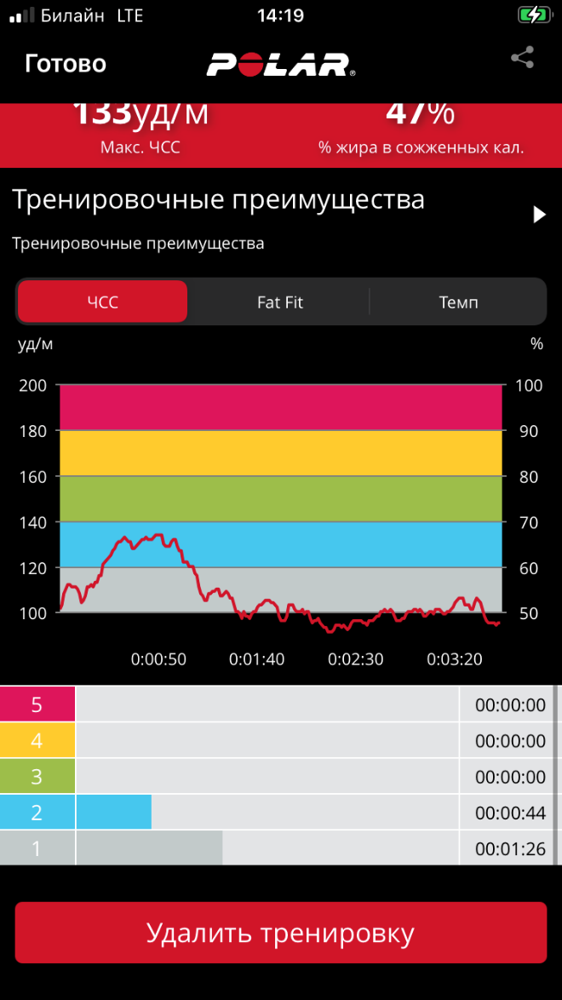 Билайн LTE 14:19
Готово POLAR®
133уд/м 47%
Макс. ЧСС % жира в сожженных кал.
Тренировочные преимущества
Тренировочные преимущества
ЧСС Fat Fit Темп
уд/м %
200 100
180 90
160 80
140 70
120 60
100 50
0:00:50 0:01:40 0:02:30 0:03:20
5 00:00:00
4 00:00:00
3 00:00:00
2 00:00:44
1 00:01:26
Удалить тренировку